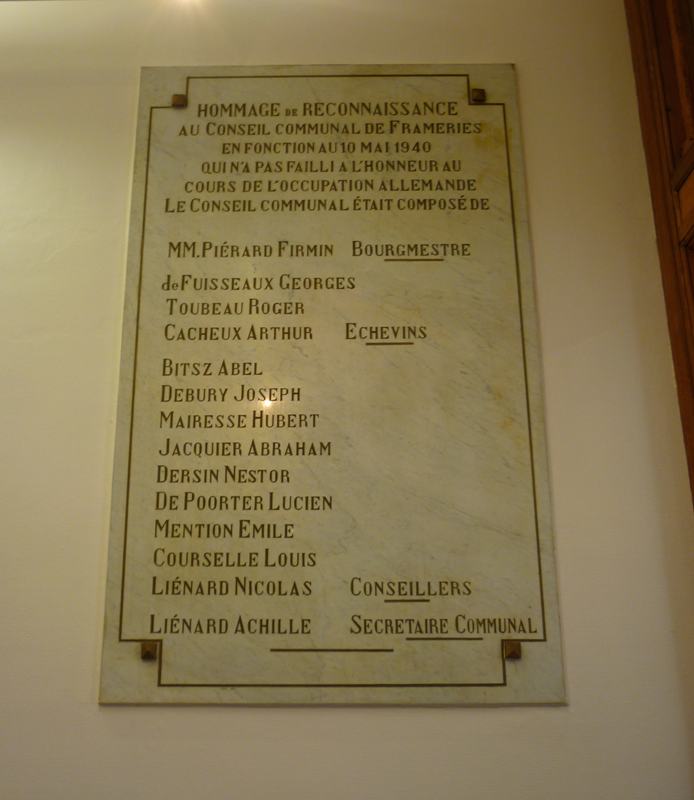 HOMMAGE DE RECONNAISSANCE
AU CONSEIL COMMUNAL DE FRAMERIES
EN FONCTION AU 10 MAI 1940
QUI N'A PAS FAILLI A L'HONNEUR AU
COURS DE L'OCCUPATION ALLEMANDE
LE CONSEIL COMMUNAL ÉTAIT COMPOSÉ DE
MM. PIÉRARD FIRMIN BOURGMESTRE
de FUISSEAUX GEORGES
TOUBEAU ROGER
CACHEUX ARTHUR ECHEVINS
BITSZ ABEL
DEBURY JOSEPH
MAIRESSE HUBERT
JACQUIER ABRAHAM
DERSIN NESTOR
DE POORTER LUCIEN
MENTION EMILE
COURSELLE LOUIS
LIÉNARD NICOLAS CONSEILLERS
LIÉNARD ACHILLE SECRETAIRE COMMUNAL